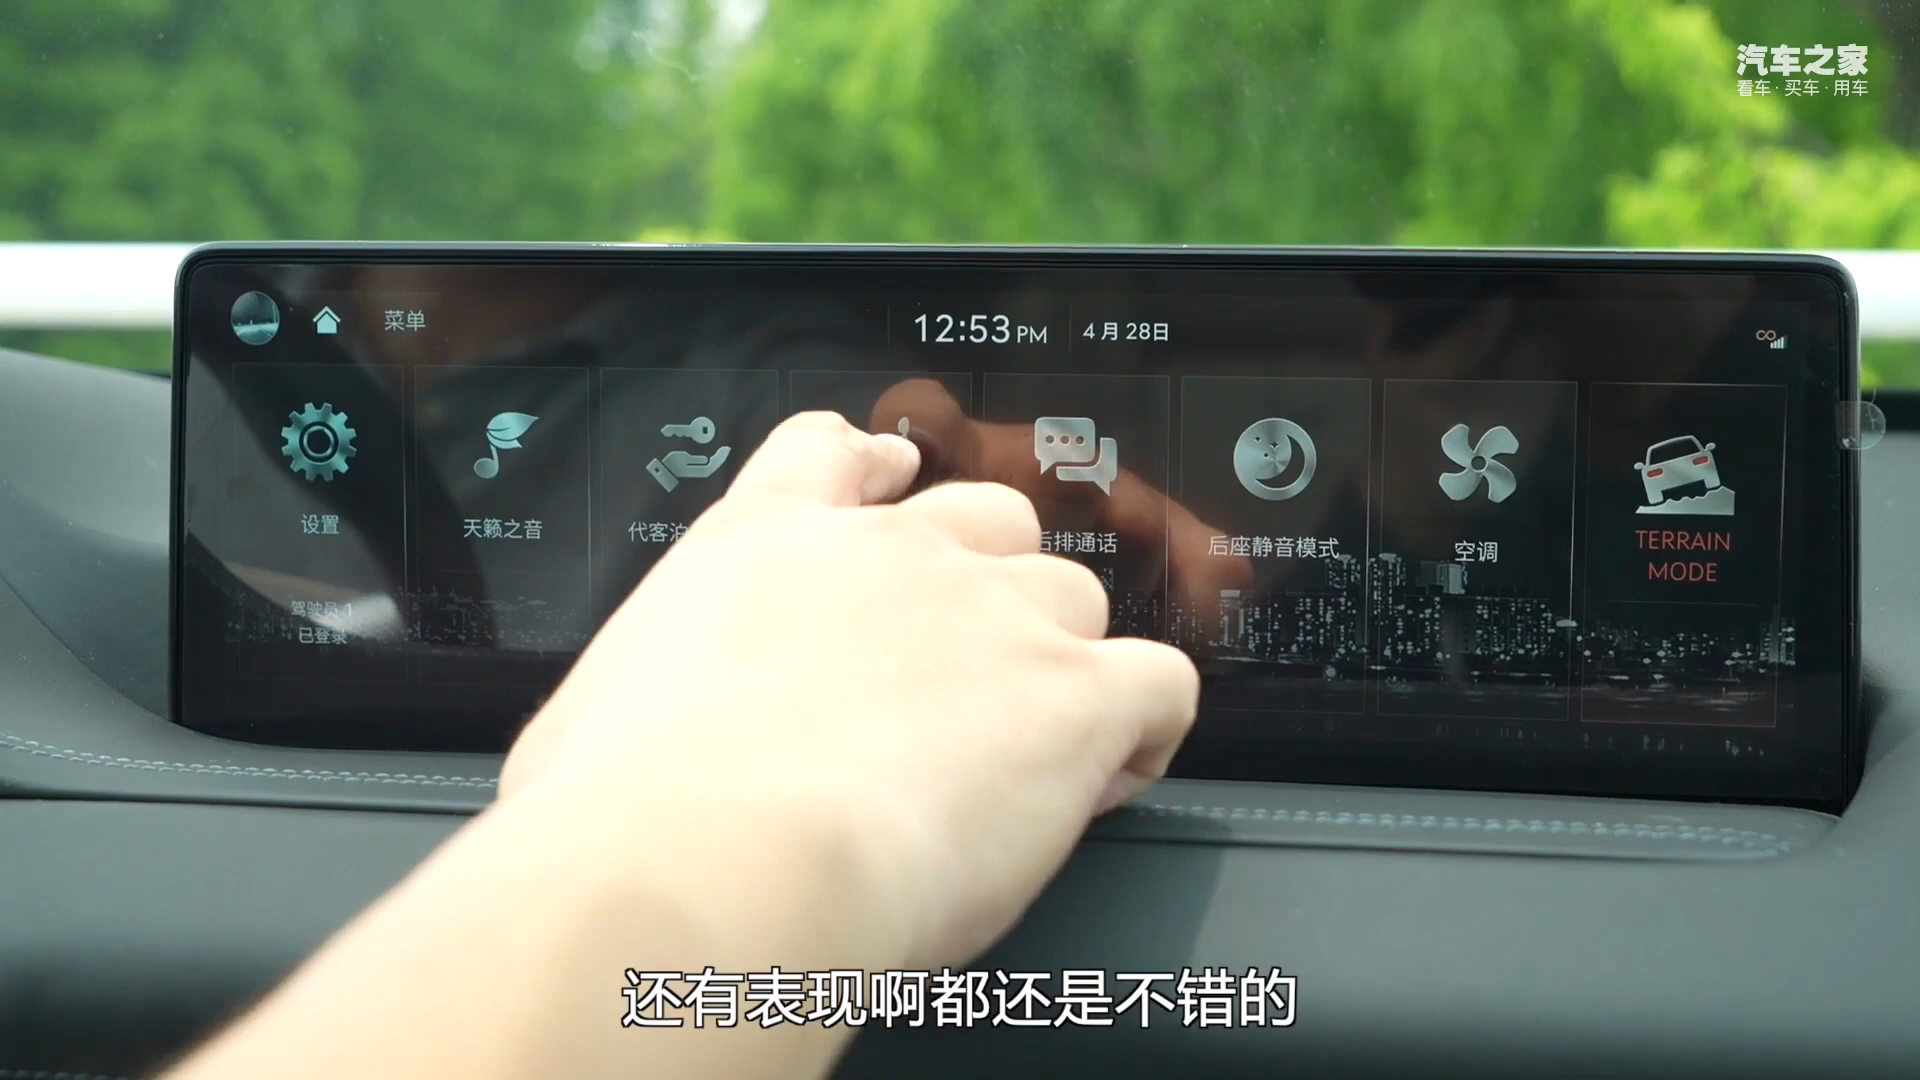 汽车之家
看车·买车·用车
菜单
12:53 PM
4月28日
设置
天籁之音
代客泊
后排通话
后座静音模式
空调
TERRAIN
MODE
驾驶员 1
已登录
还有表现啊都还是不错的